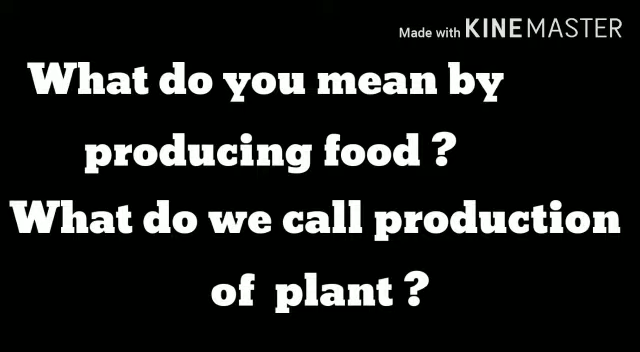 Made with KINEMASTER
What do you mean by
producing food ?
What do we call production
of plant ?